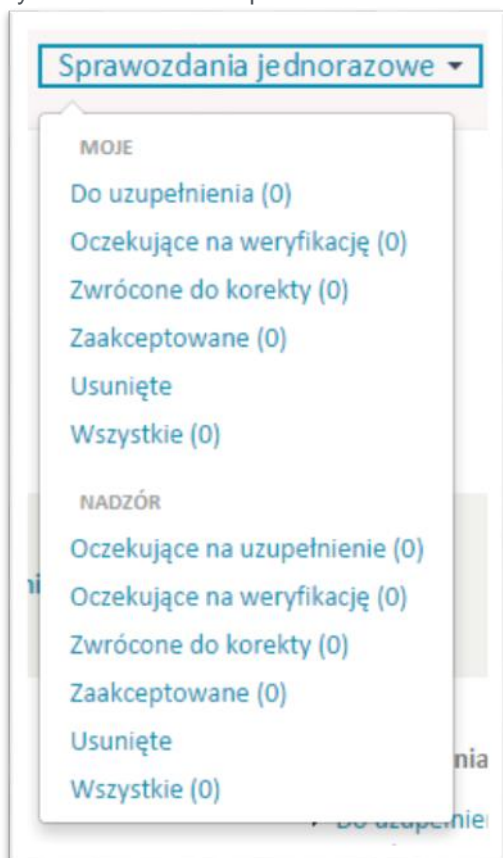 Sprawozdania jednorazowe
MOJE
Do uzupełnienia (0)
Oczekujące na weryfikację (0)
Zwrócone do korekty (0)
Zaakceptowane (0)
Usunięte
Wszystkie (0)
NADZÓR
Oczekujące na uzupełnienie (0)
Oczekujące na weryfikację (0)
Zwrócone do korekty (0)
Zaakceptowane (0)
Usunięte
Wszystkie (0)